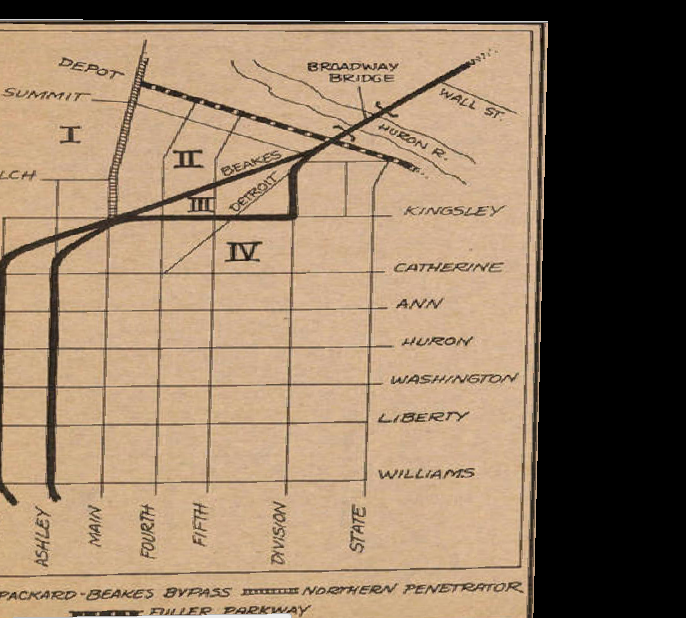 DEPOT
SUMMIT
I
LCH
II
III
IV
BEAKES
DETROIT
BROADWAY
BRIDGE
WALL ST.
HURON R.
KINGSLEY
CATHERINE
ANN
HURON
WASHINGTON
LIBERTY
WILLIAMS
ASHLEY
MAIN
FOURTH
FIFTH
DIVISION
STATE
PACKARD-BEAKES BYPASS NORTHERN PENETRATOR
FULLER PARKWAY